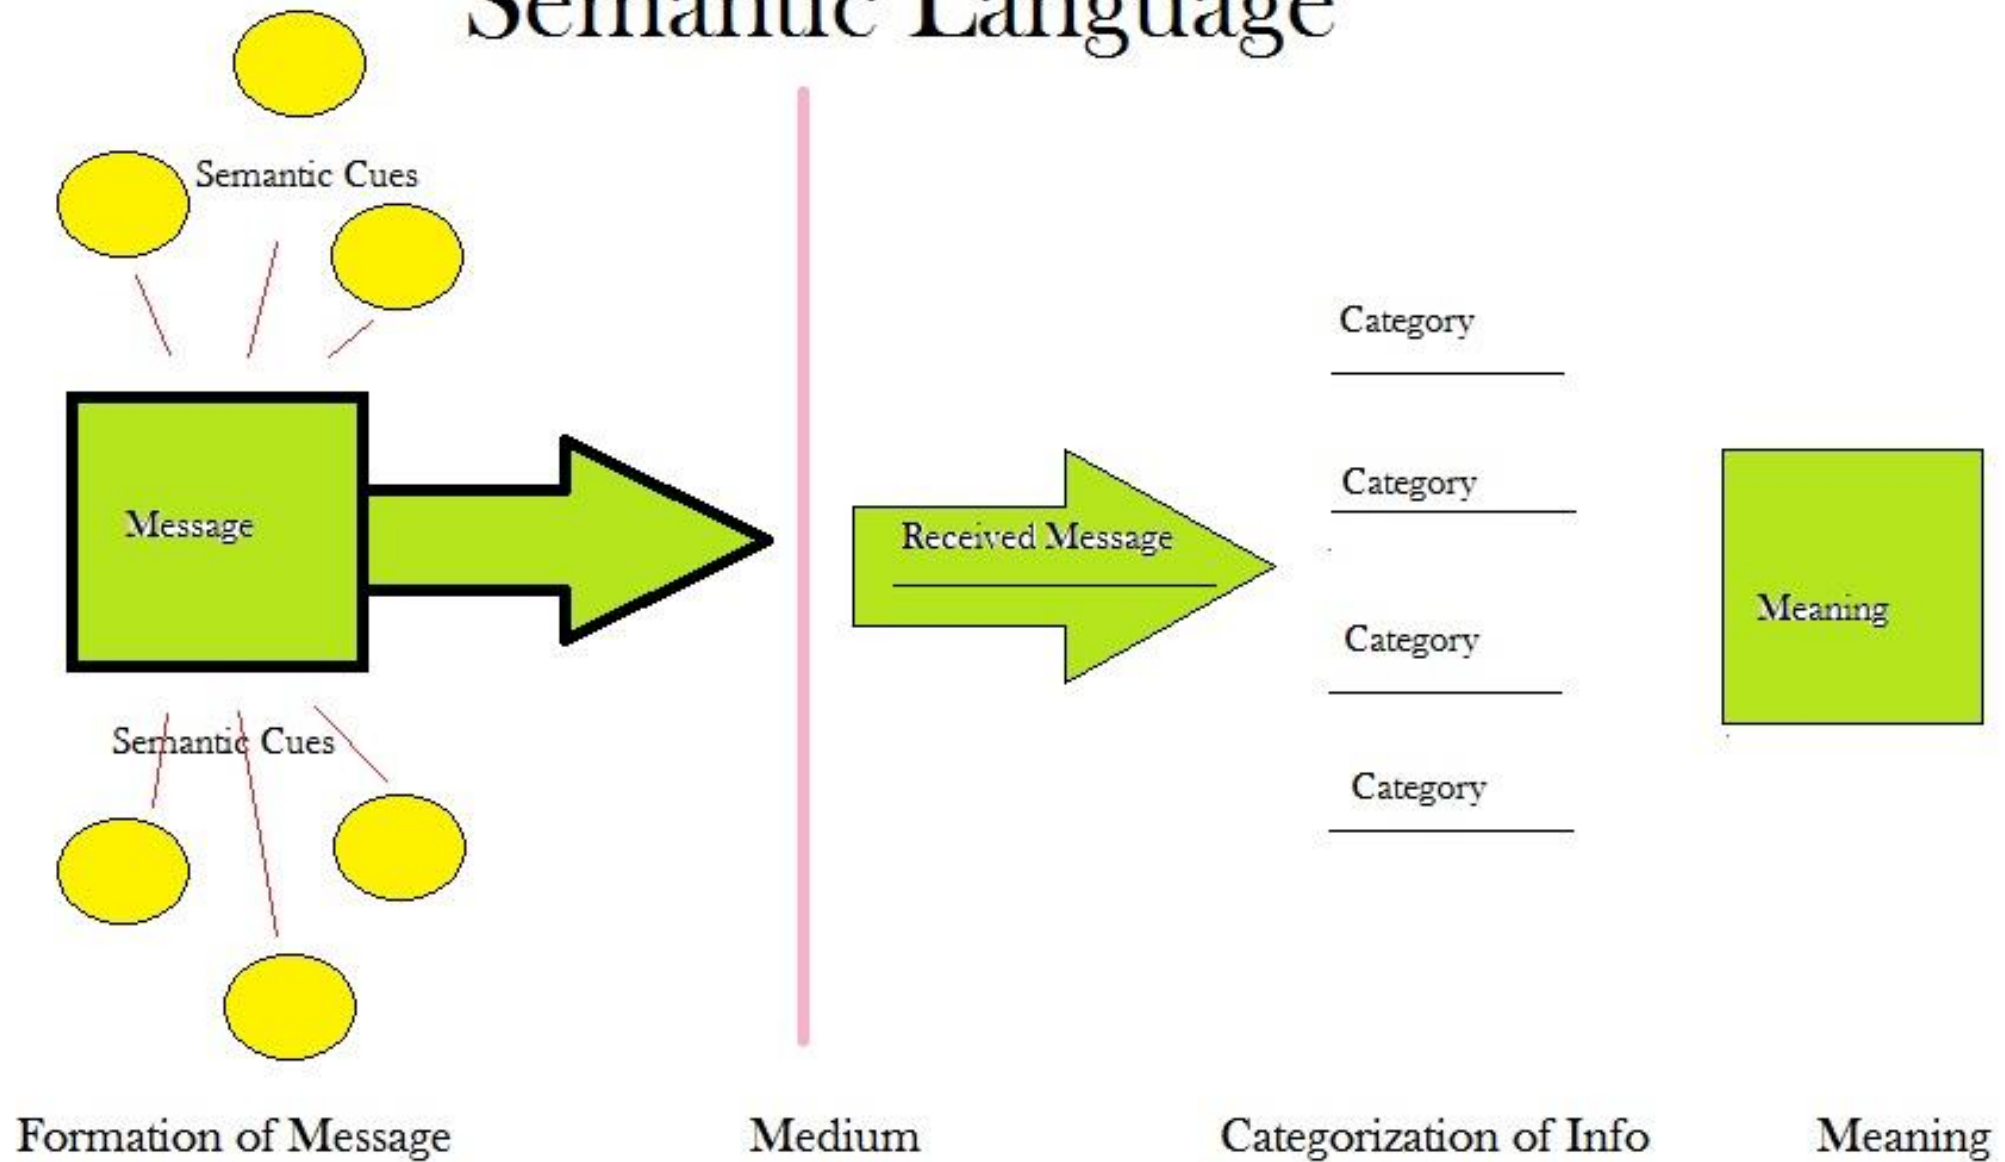 Semantic Language
Semantic Cues
Message
Semantic Cues
Received Message
Category
Category
Category
Category
Meaning
Formation of Message
Medium
Categorization of Info
Meaning